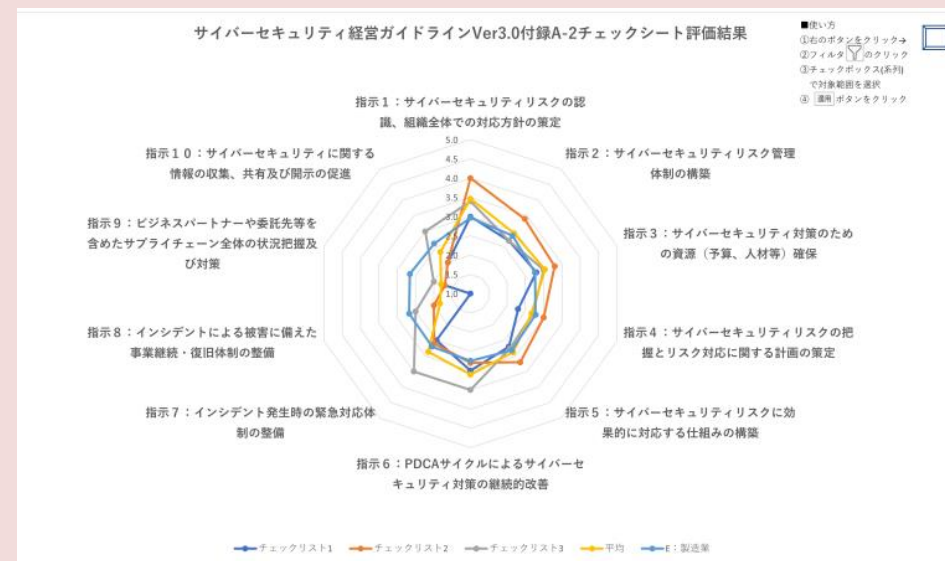 サイバーセキュリティ経営ガイドラインVer3.0付録A-2チェックシート評価結果
■使い方
①右のボタンをクリック→
②フィルタ のクリック
③チェックボックス(系列)
で対象範囲を選択
④ 適用 ボタンをクリック
指示１：サイバーセキュリティリスクの認
識、組織全体での対応方針の策定
指示２：サイバーセキュリティリスク管理
体制の構築
指示３：サイバーセキュリティ対策のため
の資源（予算、人材等）確保
指示４：サイバーセキュリティリスクの把
握とリスク対応に関する計画の策定
指示５：サイバーセキュリティリスクに効
果的に対応する仕組みの構築
指示６：PDCAサイクルによるサイバーセ
キュリティ対策の継続的改善
指示７：インシデント発生時の緊急対応体
制の整備
指示８：インシデントによる被害に備えた
事業継続・復旧体制の整備
指示９：ビジネスパートナーや委託先等を
含めたサプライチェーン全体の状況把握及
び対策
指示１０：サイバーセキュリティに関する
情報の収集、共有及び開示の促進
5.0
4.5
4.0
3.5
3.0
2.5
2.0
1.5
1.0
チェックリスト1 チェックリスト2 チェックリスト3 平均 E：製造業